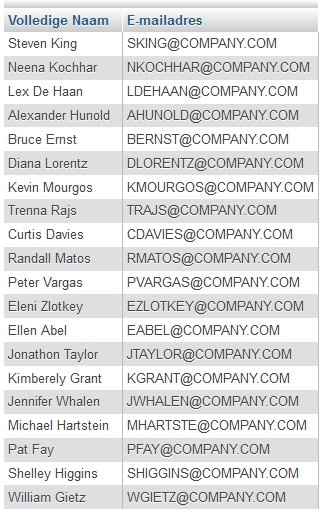 Volledige Naam E-mailadres
Steven King SKING@COMPANY.COM
Neena Kochhar NKOCHHAR@COMPANY.COM
Lex De Haan LDEHAAN@COMPANY.COM
Alexander Hunold AHUNOLD@COMPANY.COM
Bruce Ernst BERNST@COMPANY.COM
Diana Lorentz DLORENTZ@COMPANY.COM
Kevin Mourgos KMOURGOS@COMPANY.COM
Trenna Rajs TRAJS@COMPANY.COM
Curtis Davies CDAVIES@COMPANY.COM
Randall Matos RMATOS@COMPANY.COM
Peter Vargas PVARGAS@COMPANY.COM
Eleni Zlotkey EZLOTKEY@COMPANY.COM
Ellen Abel EABEL@COMPANY.COM
Jonathon Taylor JTAYLOR@COMPANY.COM
Kimberely Grant KGRANT@COMPANY.COM
Jennifer Whalen JWHALEN@COMPANY.COM
Michael Hartstein MHARTSTE@COMPANY.COM
Pat Fay PFAY@COMPANY.COM
Shelley Higgins SHIGGINS@COMPANY.COM
William Gietz WGIETZ@COMPANY.COM